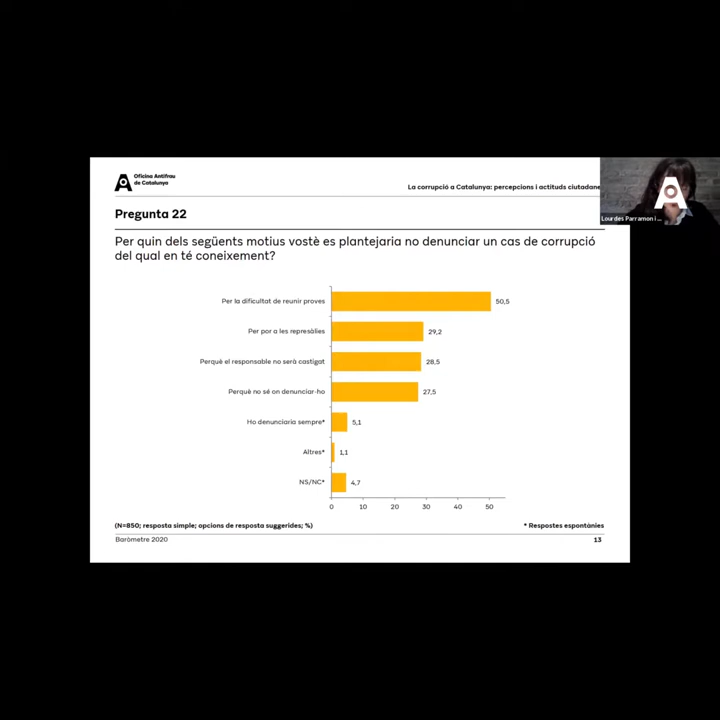 Oficina Antifrau
de Catalunya
La corrupció a Catalunya: percepcions i actituds ciutadane
Lourdes Parramon i ...
Pregunta 22
Per quin dels següents motius vostè es plantejaria no denunciar un cas de corrupció
del qual en té coneixement?
Per la dificultat de reunir proves 50,5
Per por a les represàlies 29,2
Perquè el responsable no serà castigat 28,5
Perquè no sé on denunciar-ho 27,5
Ho denunciaria sempre* 5,1
Altres* 1,1
NS/NC* 4,7
0 10 20 30 40 50
(N=850; resposta simple; opcions de resposta suggerides; %) * Respostes espontànies
Baròmetre 2020 13